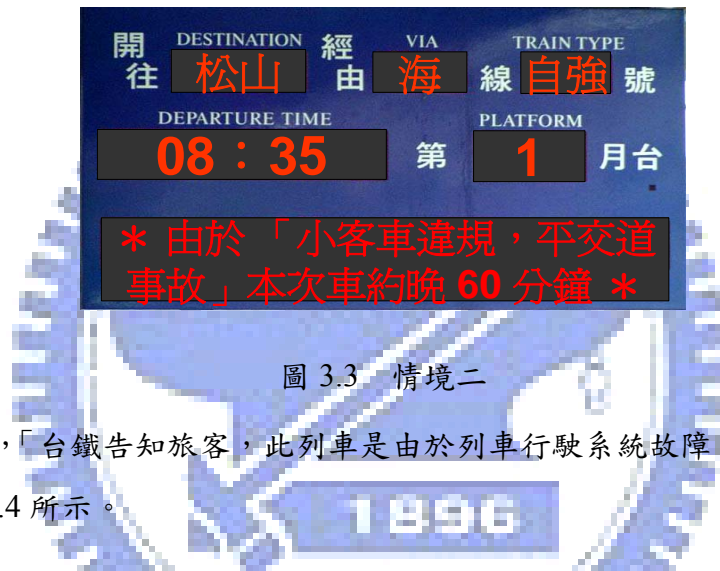 開往 DESTINATION 松山 經由 VIA 海 線 TRAIN TYPE 自強 號
DEPARTURE TIME 08：35 第 PLATFORM 1 月台
＊ 由於 「小客車違規，平交道
事故」本次車約晚 60 分鐘 ＊
圖 3.3 情境二
，「台鐵告知旅客，此列車是由於列車行駛系統故障
.4 所示。
1896